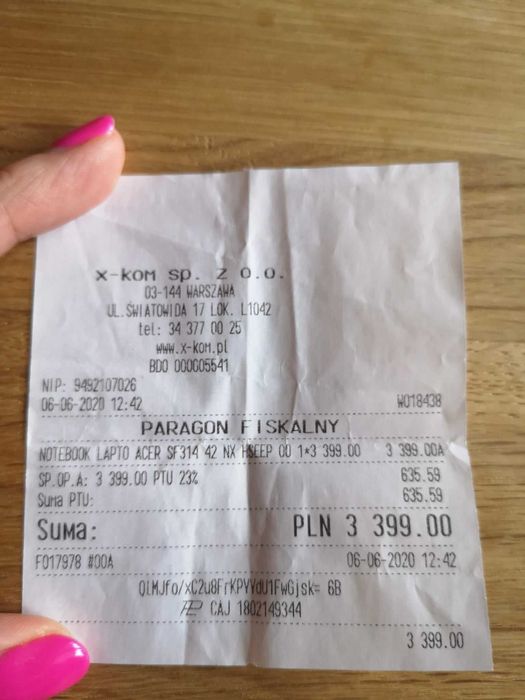 x-kom sp. z o.o.
03-144 WARSZAWA
UL.ŚWIATOWIDA 17 LOK. L1042
tel: 34 377 00 25
www.x-kom.pl
BDO 000005541
NIP: 9492107026
06-06-2020 12:42 W018438
PARAGON FISKALNY
NOTEBOOK LAPTO ACER SF314 42 NX HSEEP 00 1*3 399.00 3 399.00A
SP.OP.A: 3 399.00 PTU 23% 635.59
Suma PTU: 635.59
Suma: PLN 3 399.00
F017978 #00A 06-06-2020 12:42
QLMJfo/xC2u8FrKPYVdU1FwGjsk= 6B
CAJ 1802149344
3 399.00